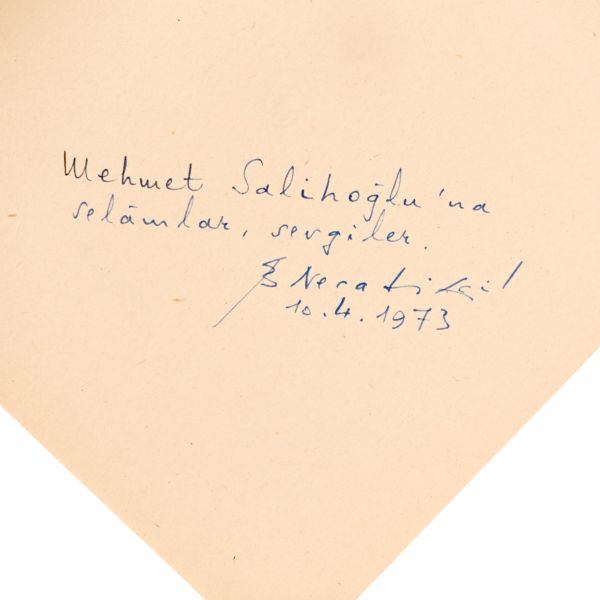 Mehmet Salihoğlu'na
selâmlar, sevgiler.
B Necatigil
10.4.1973